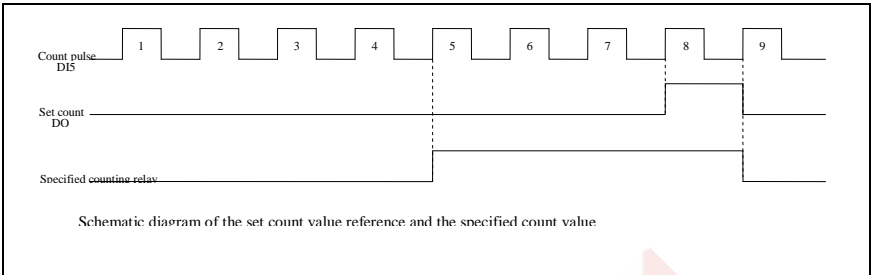 1 2 3 4 5 6 7 8 9
Count pulse
DI5
Set count
DO
Specified counting relay
Schematic diagram of the set count value reference and the specified count value